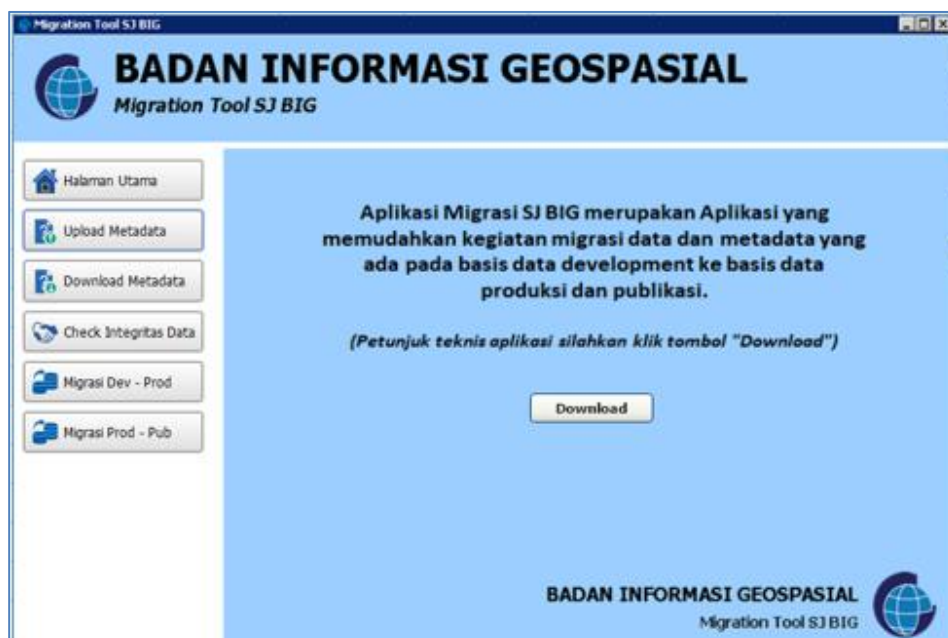 Migration Tool SJ BIG
BADAN INFORMASI GEOSPASIAL
Migration Tool SJ BIG
Halaman Utama
Upload Metadata
Download Metadata
Check Integritas Data
Migrasi Dev - Prod
Migrasi Prod - Pub
Aplikasi Migrasi SJ BIG merupakan Aplikasi yang
memudahkan kegiatan migrasi data dan metadata yang
ada pada basis data development ke basis data
produksi dan publikasi.
(Petunjuk teknis aplikasi silahkan klik tombol "Download")
Download
BADAN INFORMASI GEOSPASIAL
Migration Tool SJ BIG